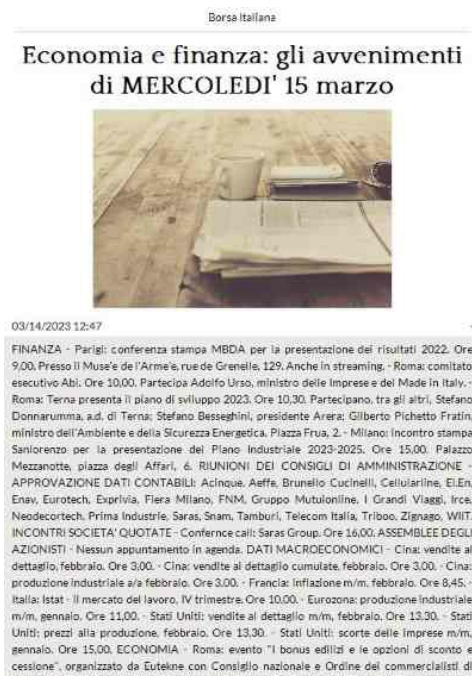 Borsa Italiana
Economia e finanza: gli avvenimenti
di MERCOLEDI' 15 marzo
03/14/2023 12:47
FINANZA - Parigi: conferenza stampa MBDA per la presentazione dei risultati 2022. Ore
9,00. Presso il Muse'e de l'Arme'e, rue de Grenelle, 129. Anche in streaming. - Roma: comitato
esecutivo Abi. Ore 10,00. Partecipa Adolfo Urso, ministro delle Imprese e del Made in Italy. -
Roma: Terna presenta il piano di sviluppo 2023. Ore 10,30. Partecipano, tra gli altri, Stefano
Donnarumma, a.d. di Terna; Stefano Besseghini, presidente Arera; Gilberto Pichetto Fratin,
ministro dell'Ambiente e della Sicurezza Energetica. Piazza Frua, 2. - Milano: incontro stampa
Sanlorenzo per la presentazione del Piano Industriale 2023-2025. Ore 15,00. Palazzo
Mezzanotte, piazza degli Affari, 6. RIUNIONI DEI CONSIGLI DI AMMINISTRAZIONE -
APPROVAZIONE DATI CONTABILI: Acinque, Aeffe, Brunello Cucinelli, Cellularline, El.En,
Enav, Eurotech, Exprivia, Fiera Milano, FNM, Gruppo Mutuionline, I Grandi Viaggi, Irce,
Neodecortech, Prima Industrie, Saras, Snam, Tamburi, Telecom Italia, Triboo, Zignago, WIIT.
INCONTRI SOCIETA' QUOTATE - Confernce call: Saras Group. Ore 16,00. ASSEMBLEE DEGLI
AZIONISTI - Nessun appuntamento in agenda. DATI MACROECONOMICI - Cina: vendite al
dettaglio, febbraio. Ore 3,00. - Cina: vendite al dettaglio cumulate, febbraio. Ore 3,00. - Cina:
produzione industriale a/a febbraio. Ore 3,00. - Francia: inflazione m/m, febbraio. Ore 8,45. -
Italia: Istat - il mercato del lavoro, IV trimestre. Ore 10,00. - Eurozona: produzione industriale
m/m, gennaio. Ore 11,00. - Stati Uniti: vendite al dettaglio m/m, febbraio. Ore 13,30. - Stati
Uniti: prezzi alla produzione, febbraio. Ore 13,30. - Stati Uniti: scorte delle imprese m/m,
gennaio. Ore 15,00. ECONOMIA - Roma: evento "I bonus edilizi e le opzioni di sconto e
cessione", organizzato da Eutekne con Consiglio nazionale e Ordine dei commercialisti di